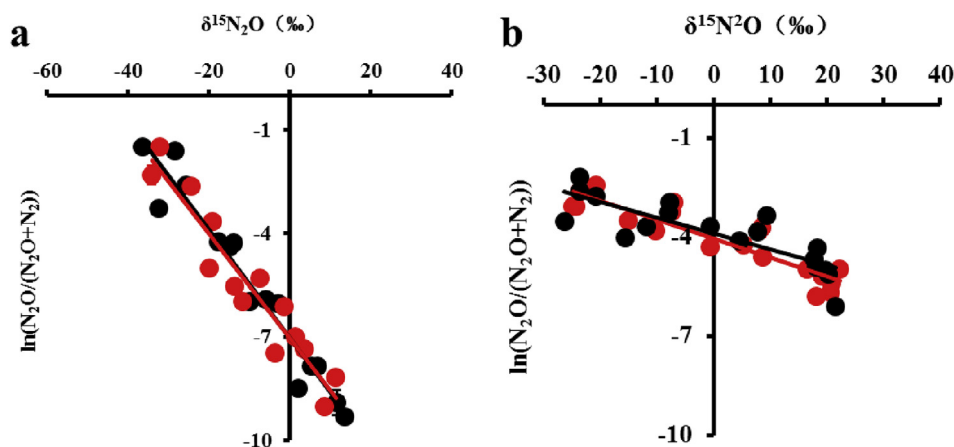 a
δ¹⁵N₂O （‰）
-60 -40 -20 0 20 40
-1
-4
-7
-10
ln(N₂O/(N₂O+N₂))
b
δ¹⁵N²O （‰）
-30 -20 -10 0 10 20 30 40
-1
-4
-7
-10
ln(N₂O/(N₂O+N₂))